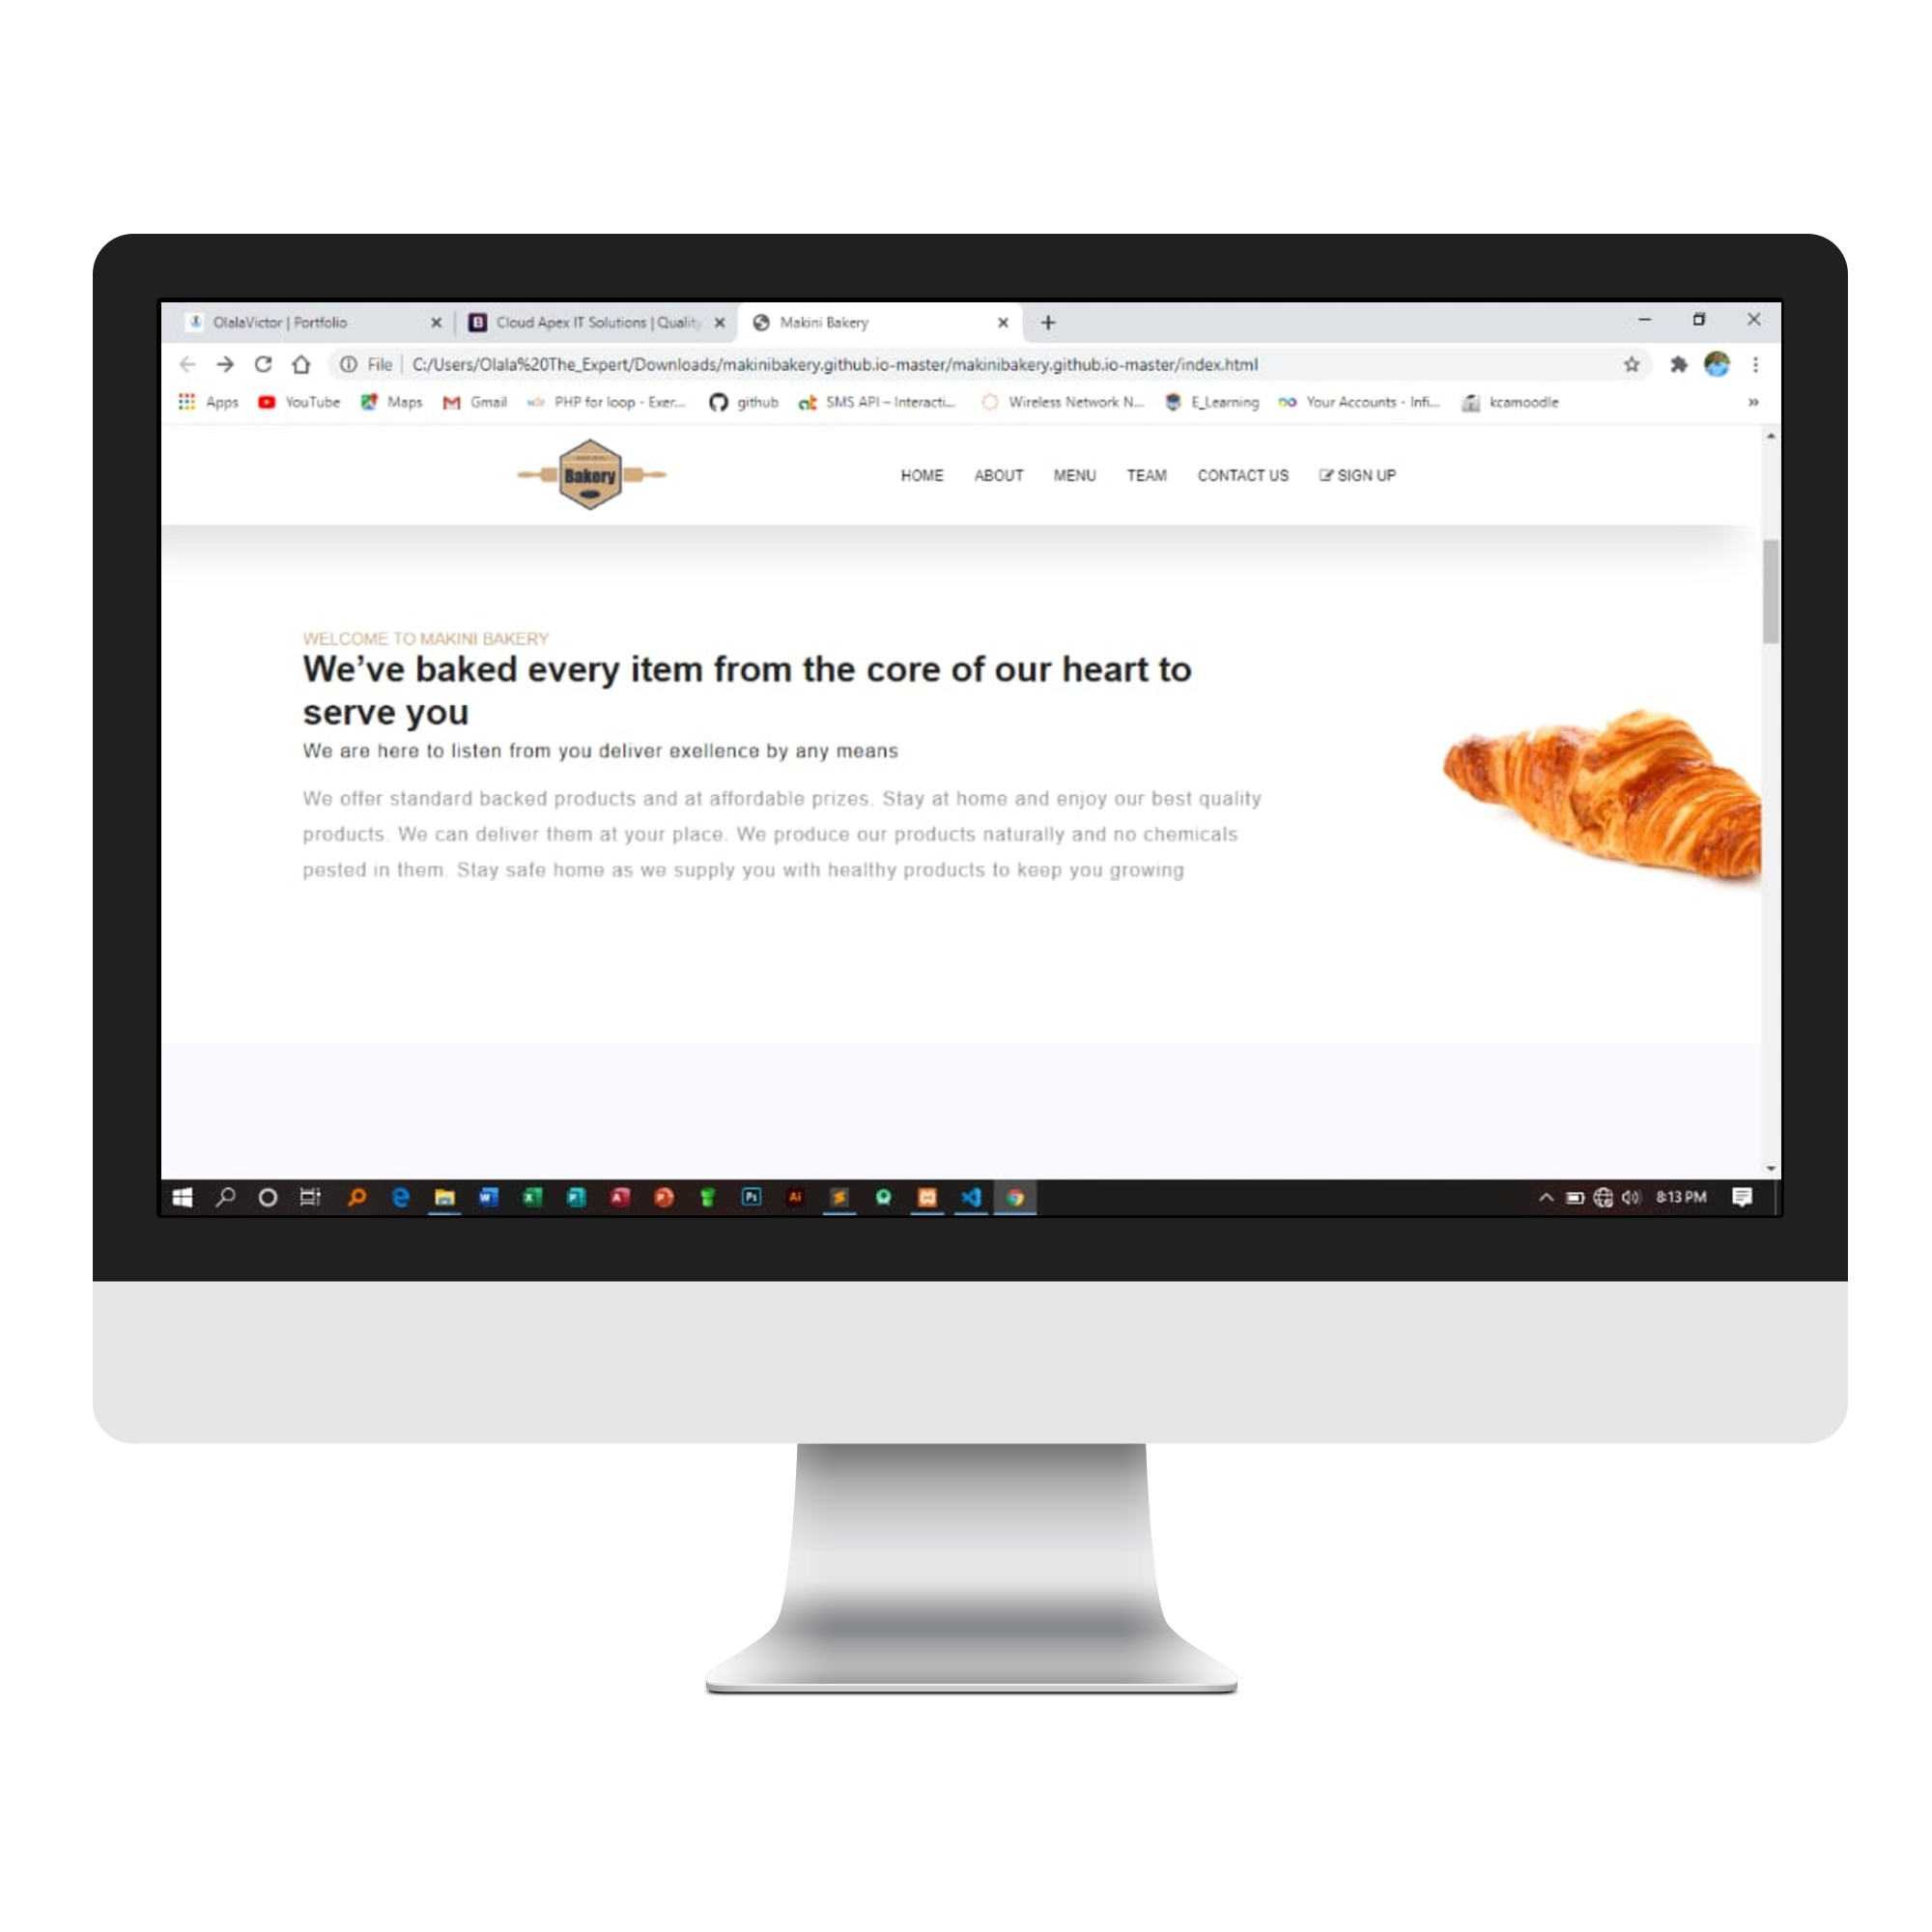 OlalaVictor | Portfolio
Cloud Apex IT Solutions | Quality
Makini Bakery
File
C:/Users/Olala%20The_Expert/Downloads/makinibakery.github.io-master/makinibakery.github.io-master/index.html
Apps YouTube Maps Gmail PHP for loop - Exer... github SMS API – Interacti... Wireless Network N... E_Learning Your Accounts - Infi... kcamoodle »
Bakery
HOME ABOUT MENU TEAM CONTACT US SIGN UP
WELCOME TO MAKINI BAKERY
We’ve baked every item from the core of our heart to
serve you
We are here to listen from you deliver exellence by any means
We offer standard backed products and at affordable prizes. Stay at home and enjoy our best quality
products. We can deliver them at your place. We produce our products naturally and no chemicals
pested in them. Stay safe home as we supply you with healthy products to keep you growing
Ps Ai
8:13 PM